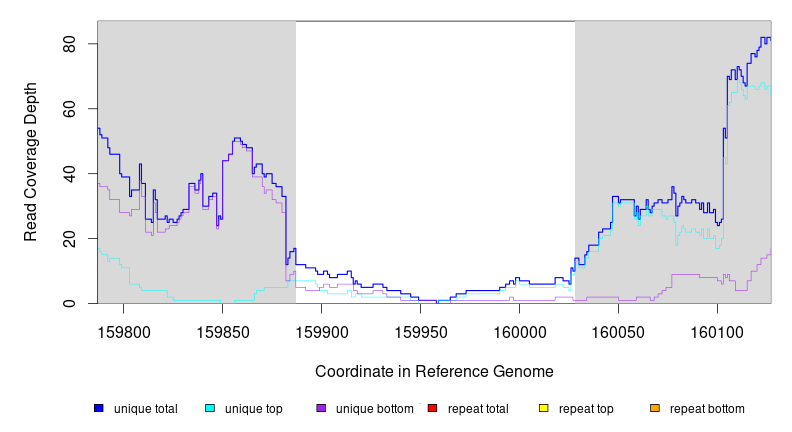 80
60
40
20
0
Read Coverage Depth
159800 159850 159900 159950 160000 160050 160100
Coordinate in Reference Genome
unique total unique top unique bottom repeat total repeat top repeat bottom